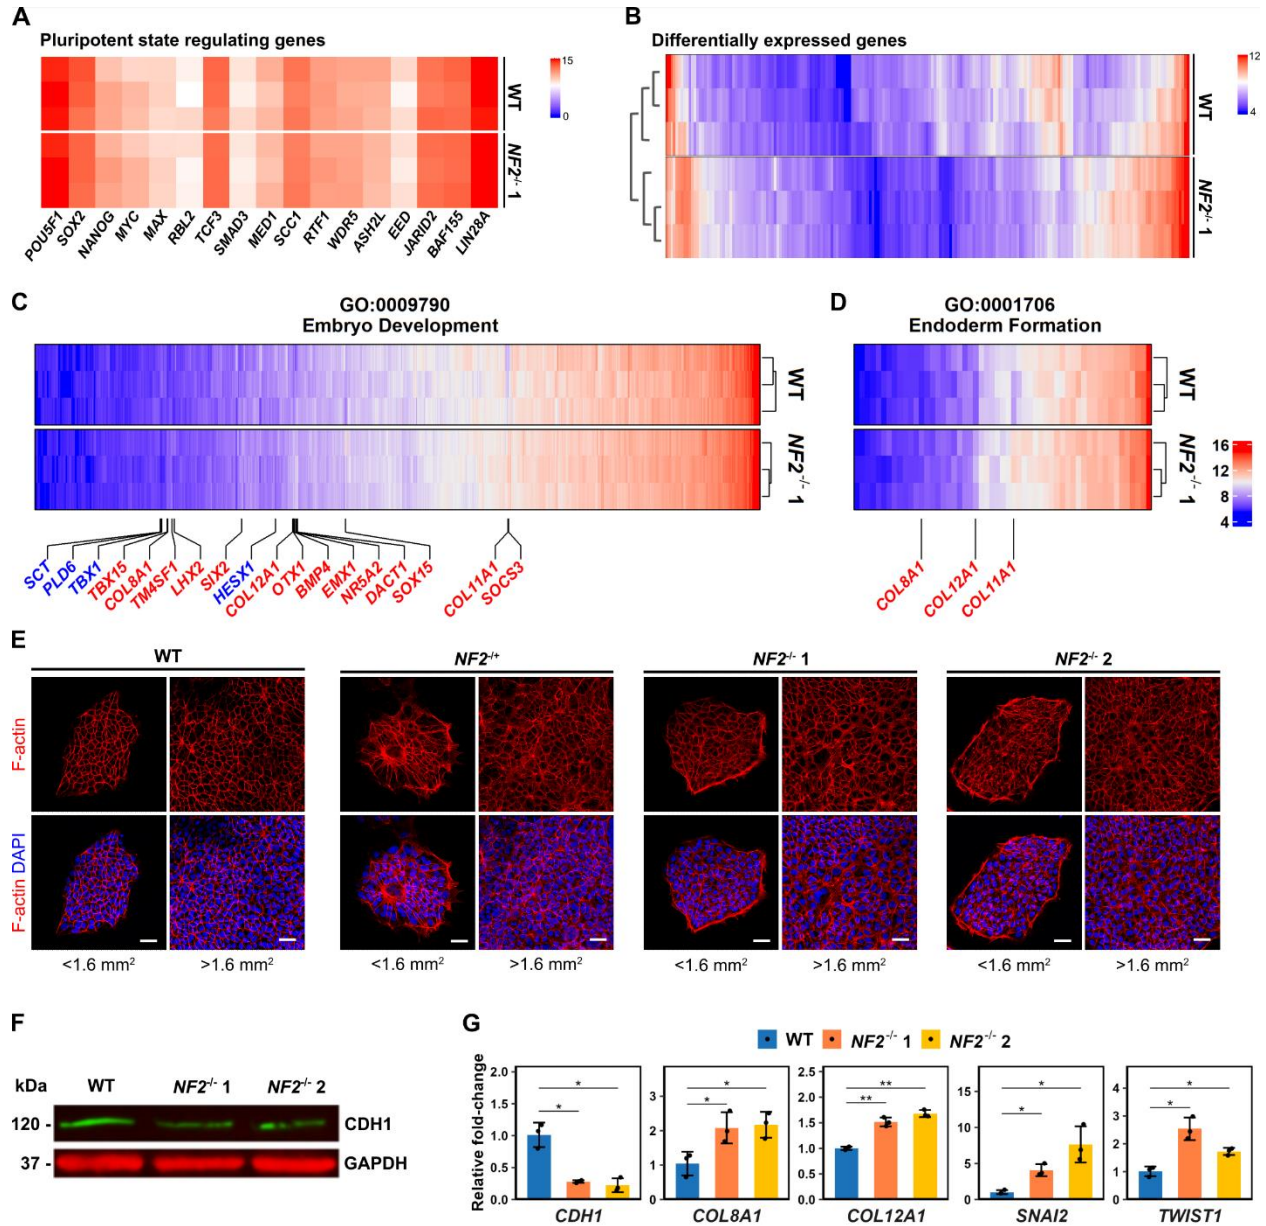 A
Pluripotent state regulating genes
15
0
WT
NF2-/- 1
POU5F1
SOX2
NANOG
MYC
MAX
RBL2
TCF3
SMAD3
MED1
SCC1
RTF1
WDR5
ASH2L
EED
JARID2
BAF155
LIN28A
B
Differentially expressed genes
12
4
WT
NF2-/- 1
C
GO:0009790
Embryo Development
WT
NF2-/- 1
SCT
PLD6
TBX1
TBX15
COL8A1
TM4SF1
LHX2
SIX2
HESX1
COL12A1
OTX1
BMP4
EMX1
NR5A2
DACT1
SOX15
COL11A1
SOCS3
D
GO:0001706
Endoderm Formation
WT
NF2-/- 1
16
12
8
4
COL8A1
COL12A1
COL11A1
E
WT
NF2-/+
NF2-/- 1
NF2-/- 2
F-actin
F-actin DAPI
<1.6 mm2
>1.6 mm2
<1.6 mm2
>1.6 mm2
<1.6 mm2
>1.6 mm2
<1.6 mm2
>1.6 mm2
F
kDa
WT
NF2-/- 1
NF2-/- 2
120 -
CDH1
37 -
GAPDH
G
WT
NF2-/- 1
NF2-/- 2
Relative fold-change
2.0
1.5
1.0
0.5
0.0
*
*
CDH1
3
2
1
0
*
*
COL8A1
2.5
2.0
1.5
1.0
0.5
0.0
**
**
COL12A1
15
10
5
0
*
*
SNAI2
4
3
2
1
0
*
*
TWIST1